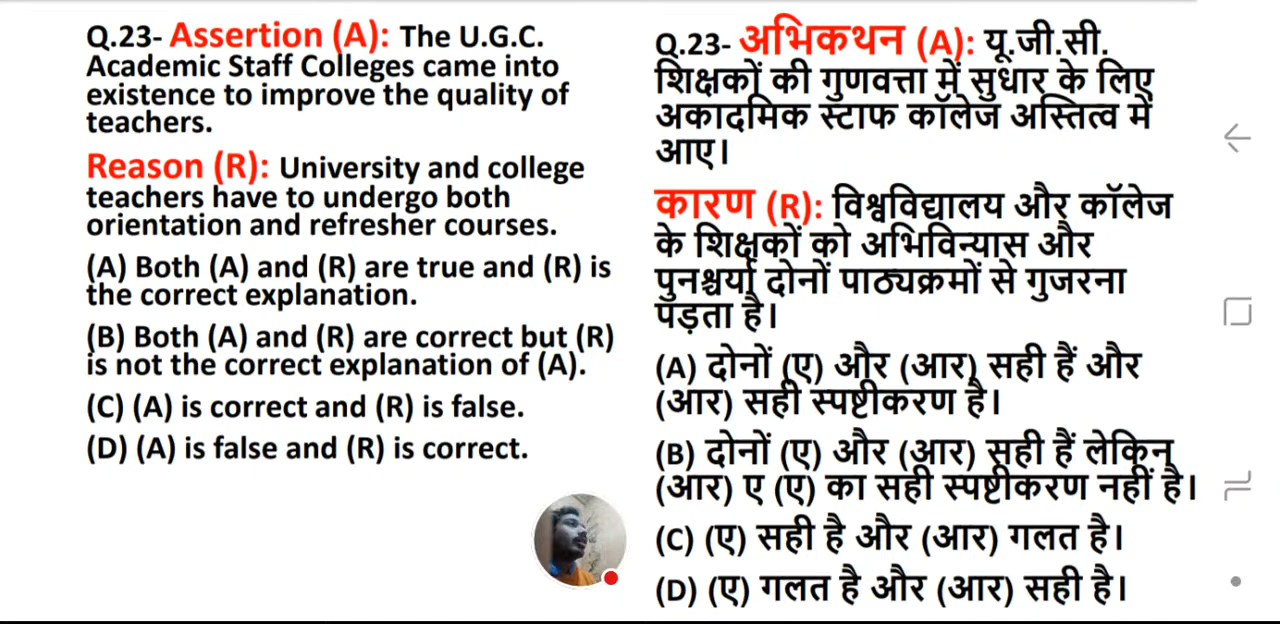 Q.23- Assertion (A): The U.G.C.
Academic Staff Colleges came into
existence to improve the quality of
teachers.
Reason (R): University and college
teachers have to undergo both
orientation and refresher courses.
(A) Both (A) and (R) are true and (R) is
the correct explanation.
(B) Both (A) and (R) are correct but (R)
is not the correct explanation of (A).
(C) (A) is correct and (R) is false.
(D) (A) is false and (R) is correct.
Q.23- अभिकथन (A): यू.जी.सी.
शिक्षकों की गुणवत्ता में सुधार के लिए
अकादमिक स्टाफ कॉलेज अस्तित्व में
आए।
कारण (R): विश्वविद्यालय और कॉलेज
के शिक्षकों को अभिविन्यास और
पुनश्चर्या दोनों पाठ्यक्रमों से गुजरना
पड़ता है।
(A) दोनों (ए) और (आर) सही हैं और
(आर) सही स्पष्टीकरण है।
(B) दोनों (ए) और (आर) सही हैं लेकिन
(आर) ए (ए) का सही स्पष्टीकरण नहीं है।
(C) (ए) सही है और (आर) गलत है।
(D) (ए) गलत है और (आर) सही है।